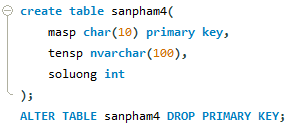 create table sanpham4(
masp char(10) primary key,
tensp nvarchar(100),
soluong int
);
ALTER TABLE sanpham4 DROP PRIMARY KEY;